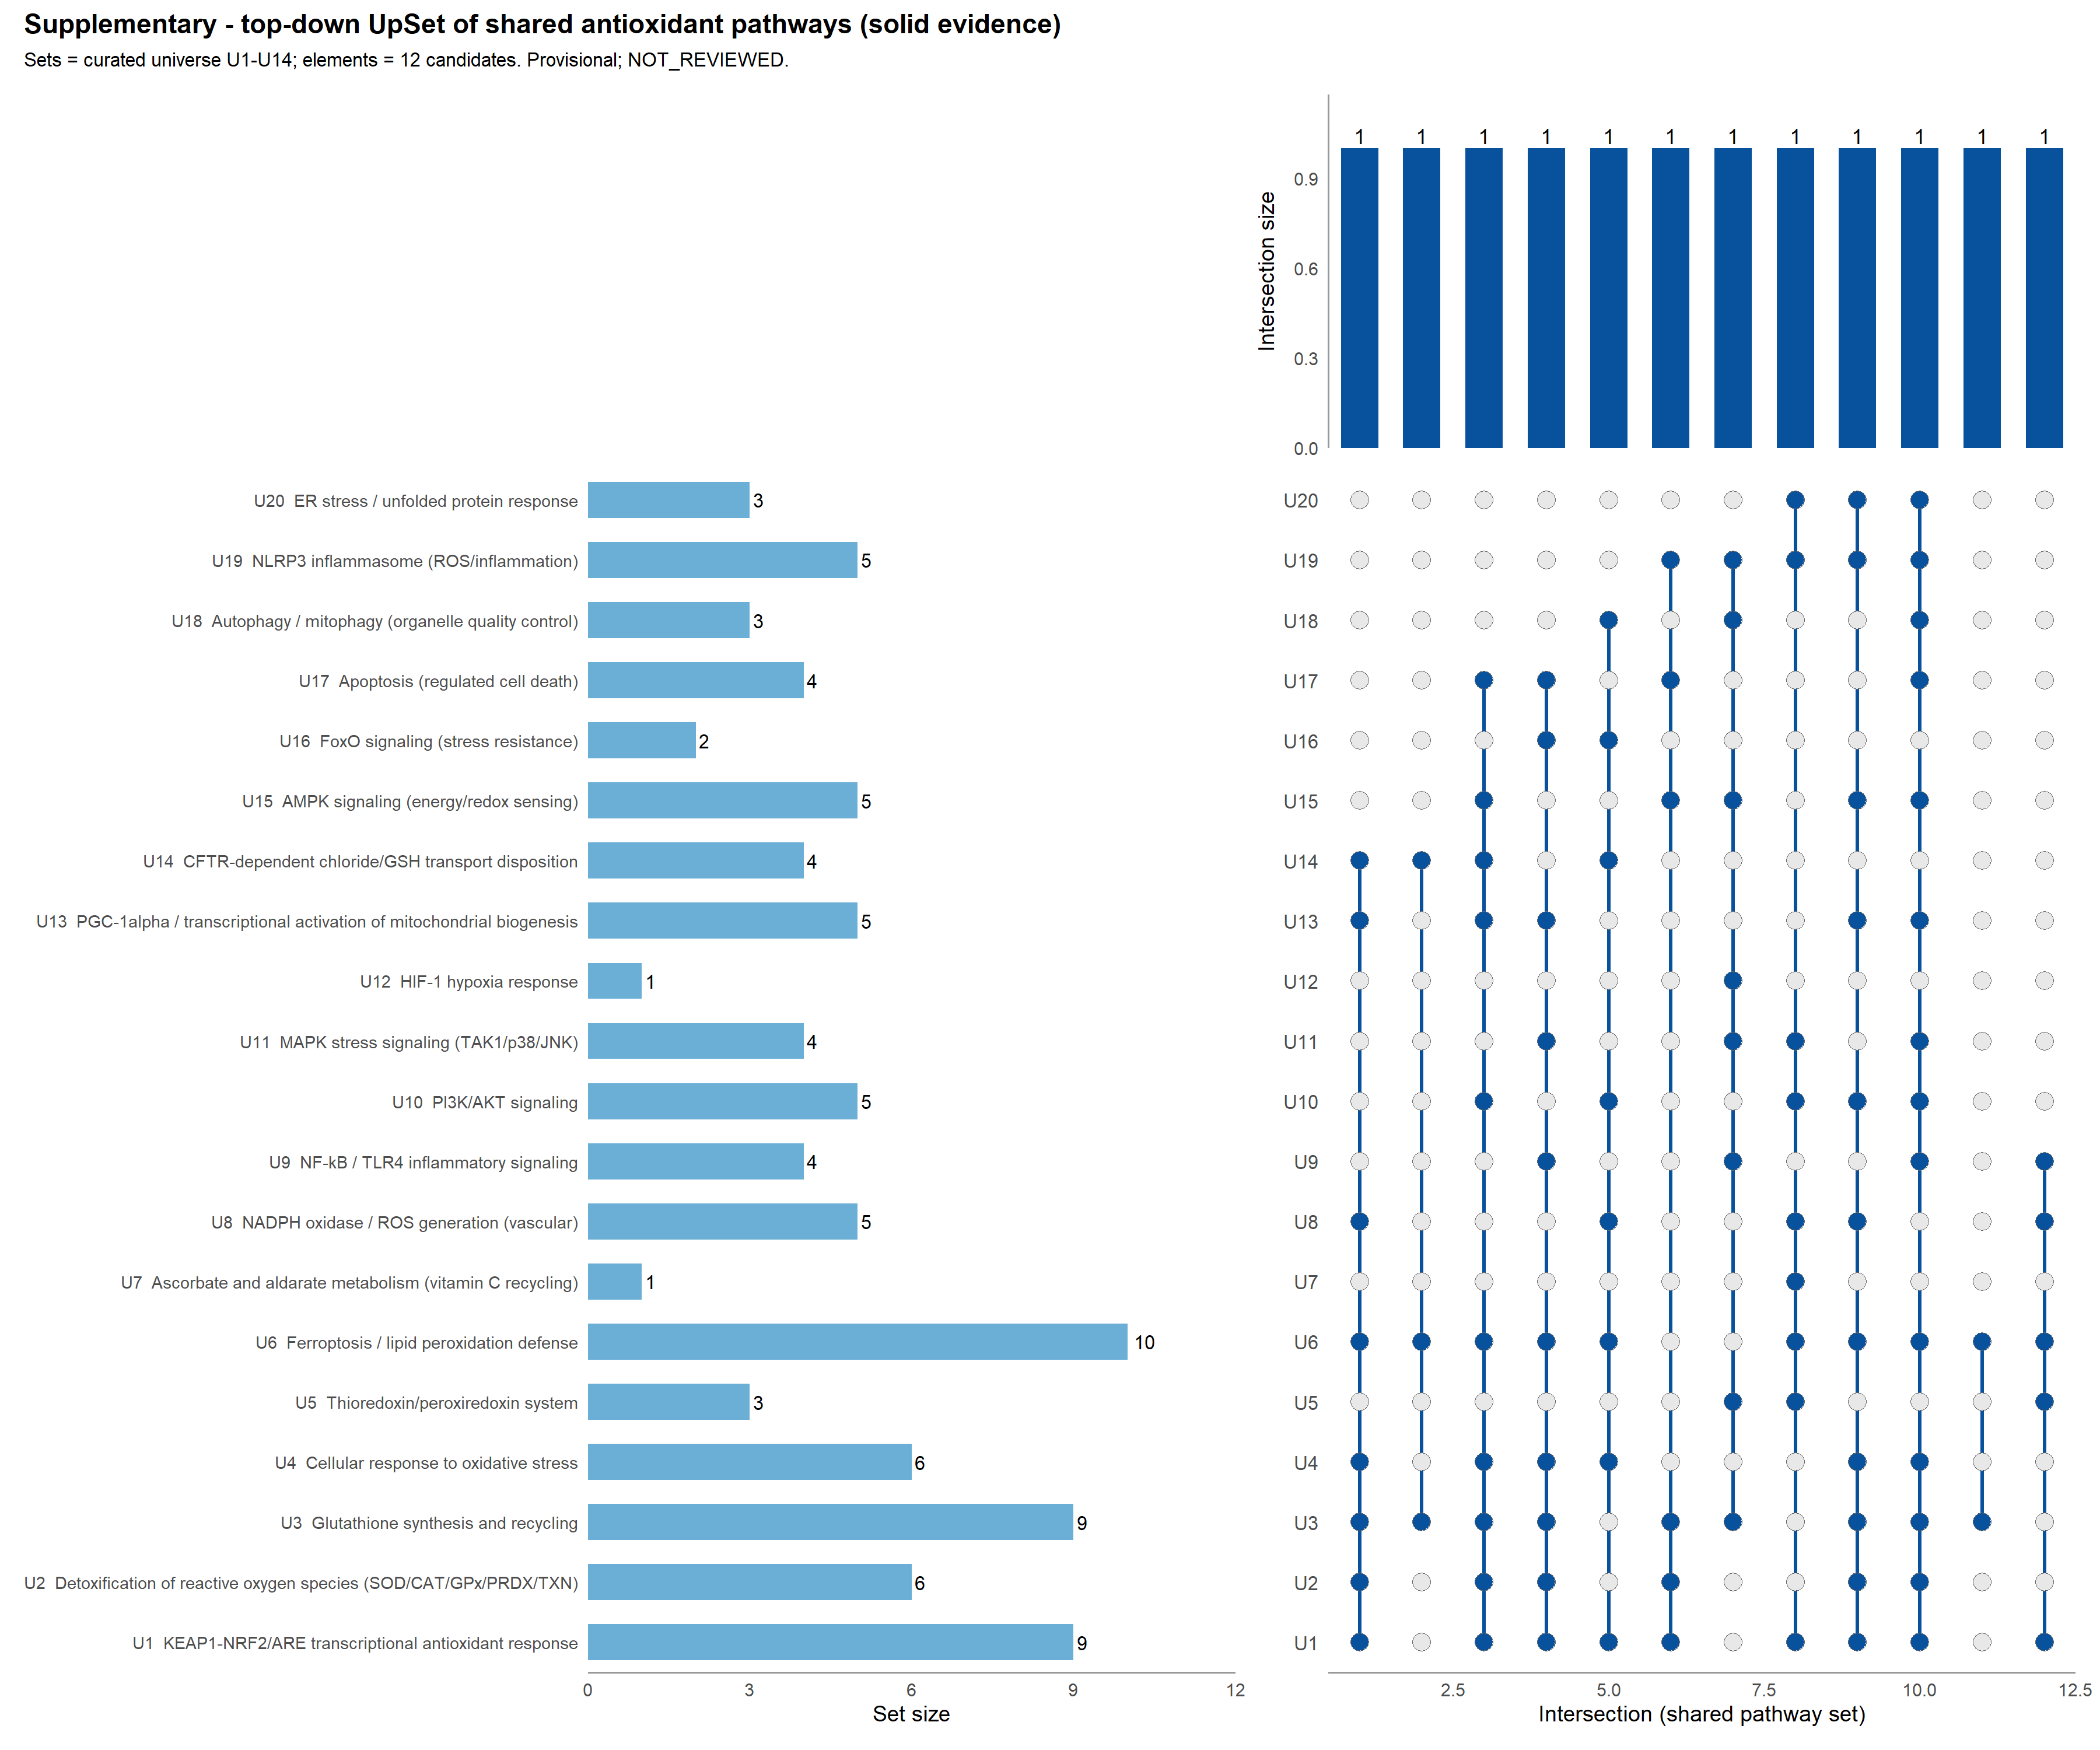 Supplementary - top-down UpSet of shared antioxidant pathways (solid evidence)
Sets = curated universe U1-U14; elements = 12 candidates. Provisional; NOT_REVIEWED.
1 1 1 1 1 1 1 1 1 1 1 1
Intersection size
0.9
0.6
0.3
0.0
U20 ER stress / unfolded protein response 3 U20
U19 NLRP3 inflammasome (ROS/inflammation) 5 U19
U18 Autophagy / mitophagy (organelle quality control) 3 U18
U17 Apoptosis (regulated cell death) 4 U17
U16 FoxO signaling (stress resistance) 2 U16
U15 AMPK signaling (energy/redox sensing) 5 U15
U14 CFTR-dependent chloride/GSH transport disposition 4 U14
U13 PGC-1alpha / transcriptional activation of mitochondrial biogenesis 5 U13
U12 HIF-1 hypoxia response 1 U12
U11 MAPK stress signaling (TAK1/p38/JNK) 4 U11
U10 PI3K/AKT signaling 5 U10
U9 NF-kB / TLR4 inflammatory signaling 4 U9
U8 NADPH oxidase / ROS generation (vascular) 5 U8
U7 Ascorbate and aldarate metabolism (vitamin C recycling) 1 U7
U6 Ferroptosis / lipid peroxidation defense 10 U6
U5 Thioredoxin/peroxiredoxin system 3 U5
U4 Cellular response to oxidative stress 6 U4
U3 Glutathione synthesis and recycling 9 U3
U2 Detoxification of reactive oxygen species (SOD/CAT/GPx/PRDX/TXN) 6 U2
U1 KEAP1-NRF2/ARE transcriptional antioxidant response 9 U1
0 3 6 9 12 2.5 5.0 7.5 10.0 12.5
Set size Intersection (shared pathway set)